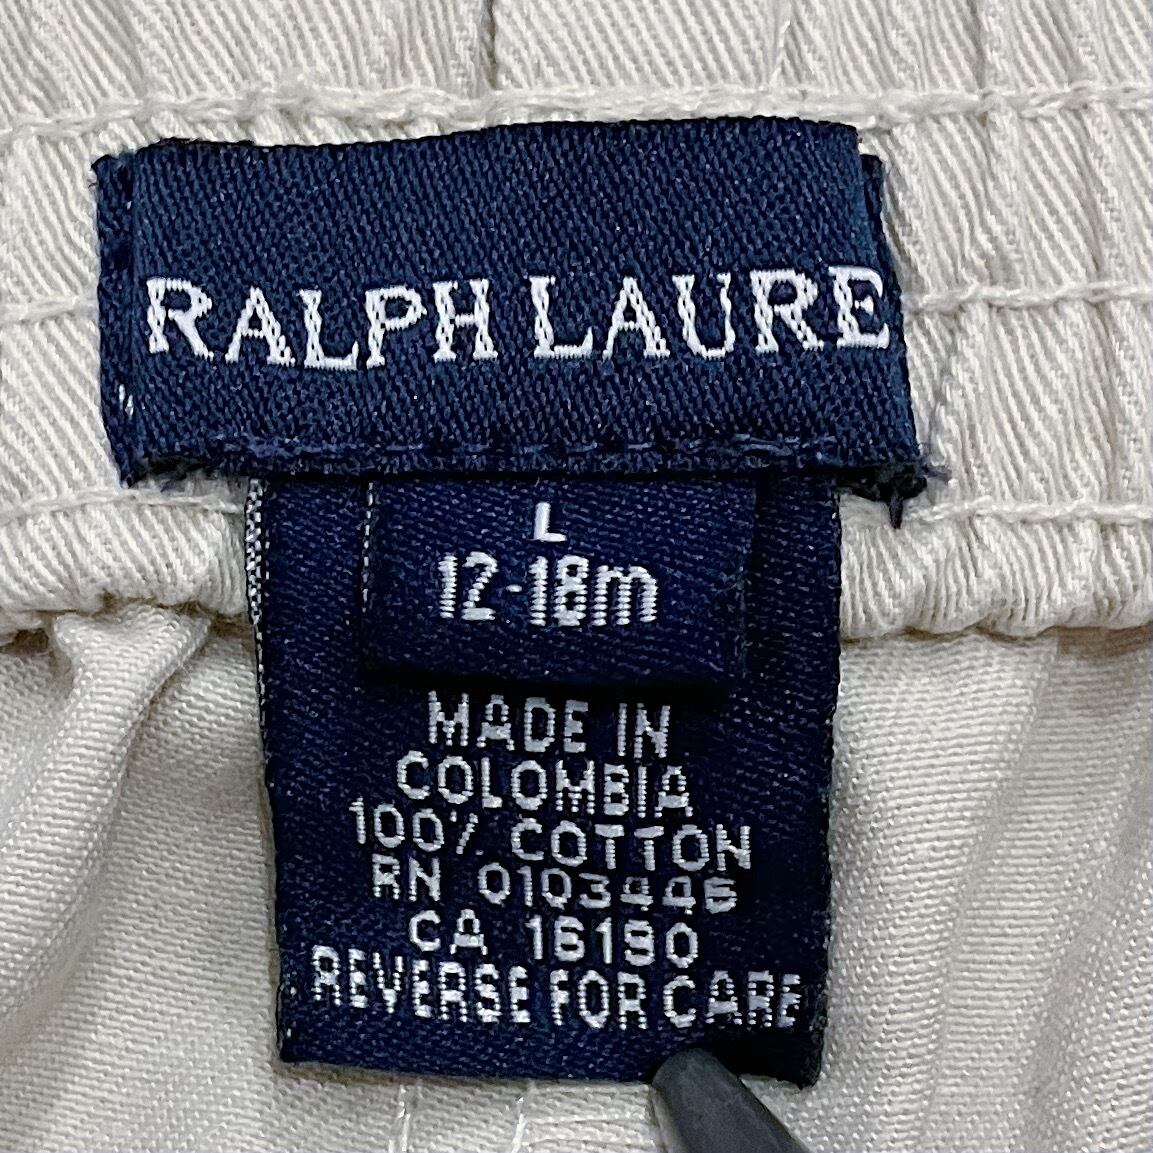 RALPH LAURE
L
12-18m
MADE IN
COLOMBIA
100% COTTON
RN 0103446
CA 16190
REVERSE FOR CARE